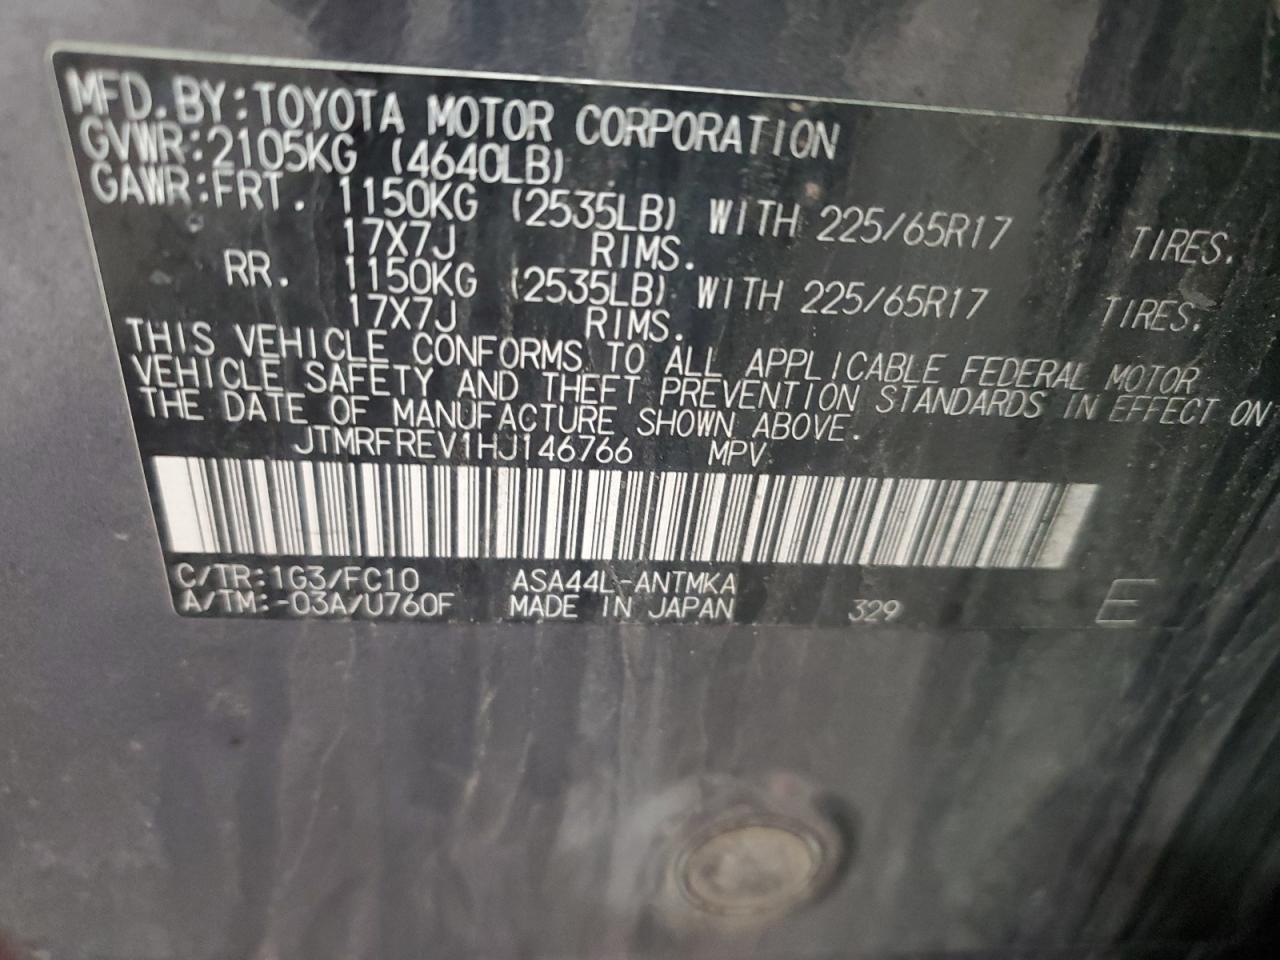 MFD. BY: TOYOTA MOTOR CORPORATION
GVWR: 2105KG (4640LB)
GAWR: FRT. 1150KG (2535LB) WITH 225/65R17 TIRES.
17X7J RIMS.
RR. 1150KG (2535LB) WITH 225/65R17 TIRES.
17X7J RIMS.
THIS VEHICLE CONFORMS TO ALL APPLICABLE FEDERAL MOTOR
VEHICLE SAFETY AND THEFT PREVENTION STANDARDS IN EFFECT ON
THE DATE OF MANUFACTURE SHOWN ABOVE.
JTMRFREV1HJ146766 MPV
C/TR: 1G3/FC10 ASA44L-ANTMKA
A/TM: -03A/U760F MADE IN JAPAN 329 E